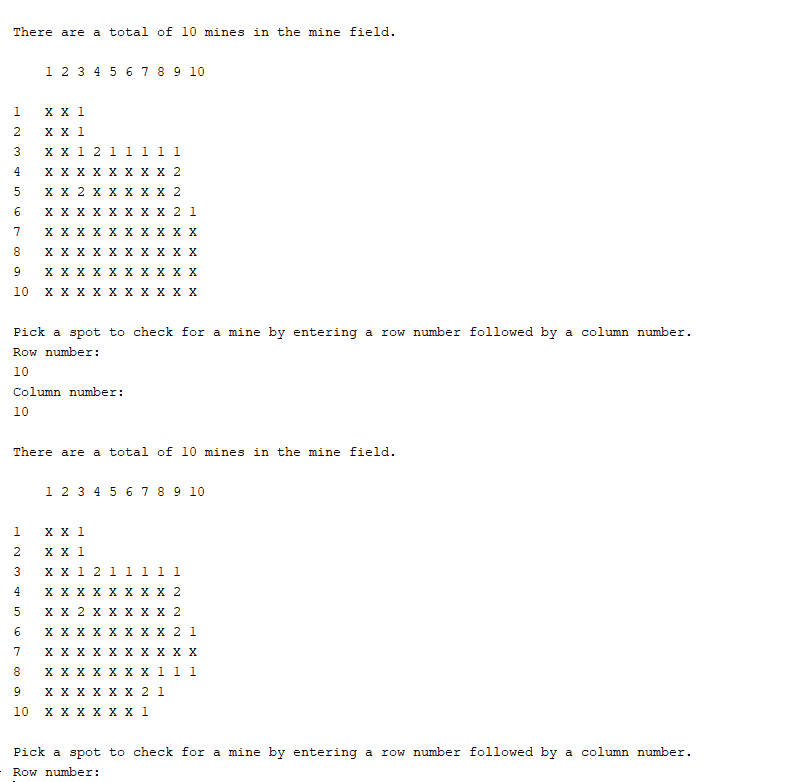 There are a total of 10 mines in the mine field.
1 2 3 4 5 6 7 8 9 10
1 x x 1
2 x x 1
3 x x 1 2 1 1 1 1 1
4 x x x x x x x x 2
5 x x 2 x x x x x 2
6 x x x x x x x x 2 1
7 x x x x x x x x x x
8 x x x x x x x x x x
9 x x x x x x x x x x
10 x x x x x x x x x x
Pick a spot to check for a mine by entering a row number followed by a column number.
Row number:
10
Column number:
10
There are a total of 10 mines in the mine field.
1 2 3 4 5 6 7 8 9 10
1 x x 1
2 x x 1
3 x x 1 2 1 1 1 1 1
4 x x x x x x x x 2
5 x x 2 x x x x x 2
6 x x x x x x x x 2 1
7 x x x x x x x x x x
8 x x x x x x x 1 1 1
9 x x x x x x 2 1
10 x x x x x x 1
Pick a spot to check for a mine by entering a row number followed by a column number.
Row number: